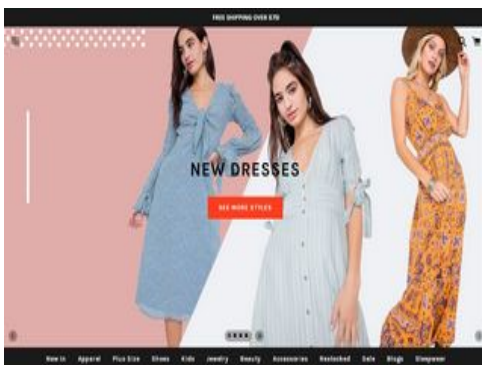 FREE SHIPPING OVER $70
NEW DRESSES
SEE MORE STYLES
New In Apparel Plus Size Shoes Kids Jewelry Beauty Accessories Restocked Sale Blogs Sleepwear